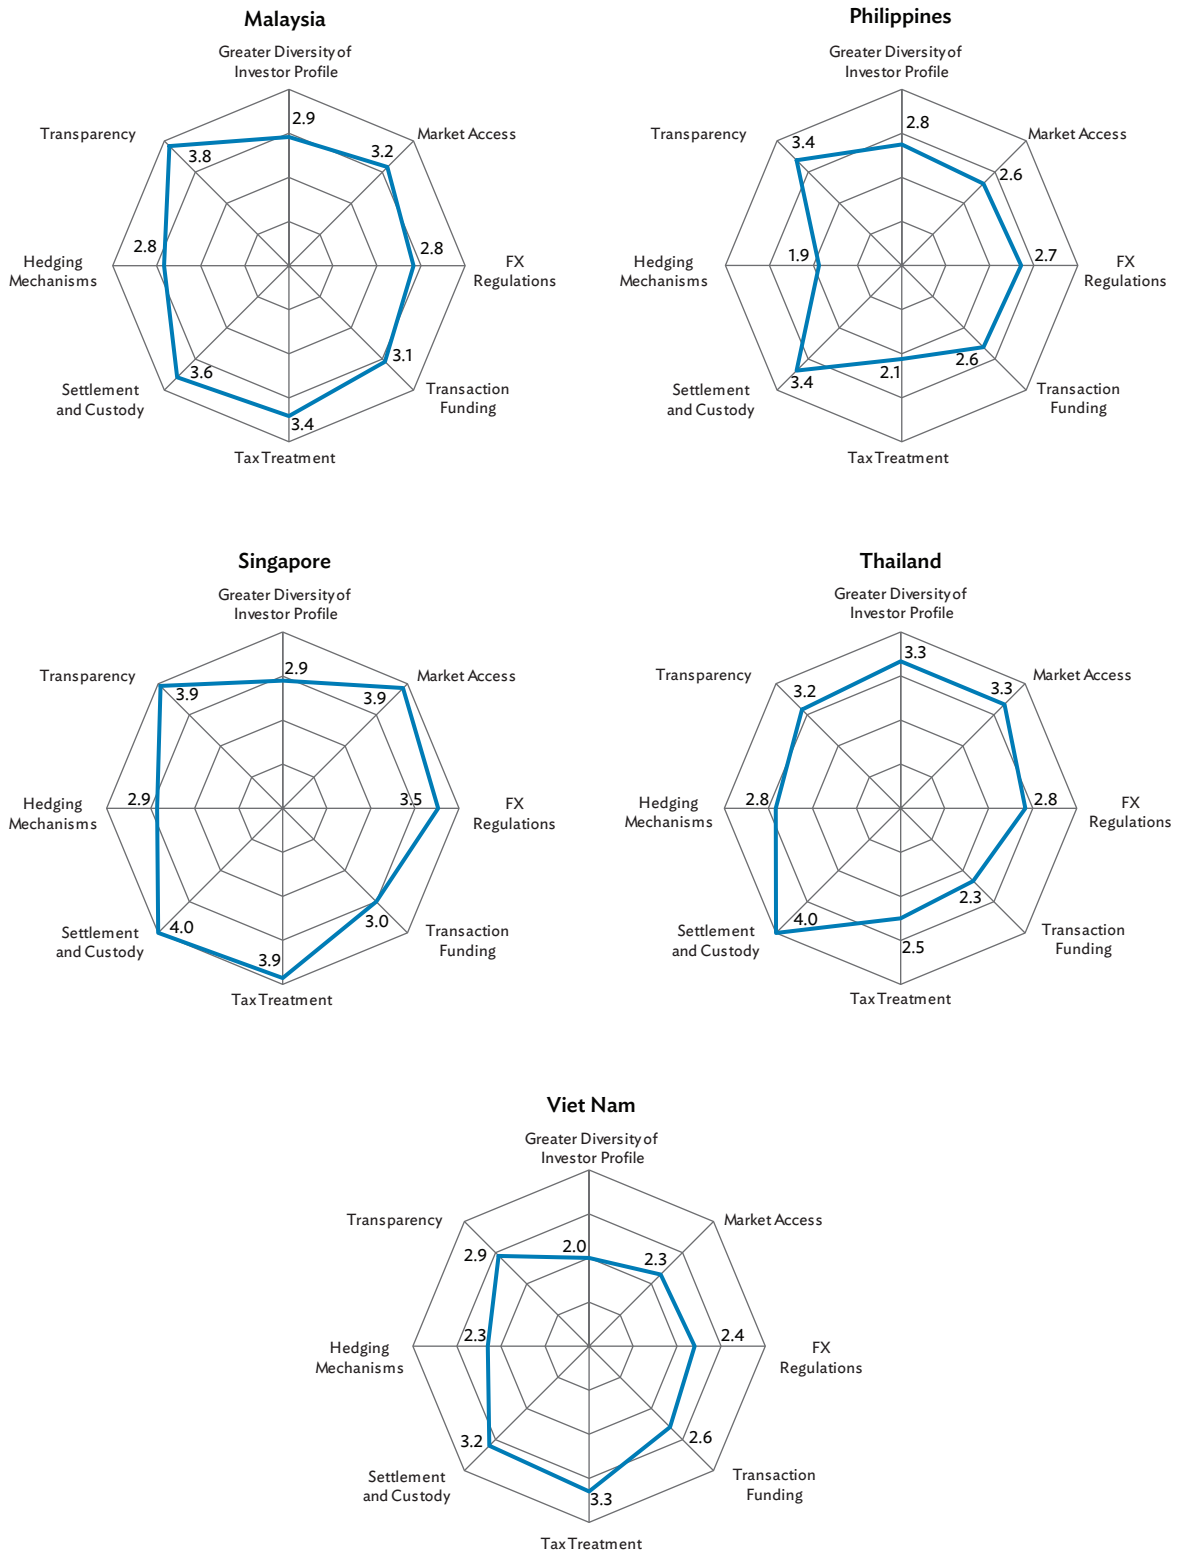 Malaysia
Greater Diversity of
Investor Profile
Transparency
Market Access
2.9
3.2
3.8
2.8
2.8
Hedging
Mechanisms
FX
Regulations
3.1
3.6
Settlement
and Custody
Transaction
Funding
3.4
Tax Treatment
Philippines
Greater Diversity of
Investor Profile
Transparency
Market Access
2.8
3.4
2.6
1.9
2.7
Hedging
Mechanisms
FX
Regulations
2.6
2.1
3.4
Settlement
and Custody
Transaction
Funding
Tax Treatment
Singapore
Greater Diversity of
Investor Profile
Transparency
Market Access
2.9
3.9
3.9
2.9
3.5
Hedging
Mechanisms
FX
Regulations
3.0
4.0
Settlement
and Custody
Transaction
Funding
3.9
Tax Treatment
Thailand
Greater Diversity of
Investor Profile
Transparency
Market Access
3.3
3.2
3.3
2.8
2.8
Hedging
Mechanisms
FX
Regulations
2.3
4.0
Settlement
and Custody
Transaction
Funding
2.5
Tax Treatment
Viet Nam
Greater Diversity of
Investor Profile
Transparency
Market Access
2.0
2.9
2.3
2.3
2.4
Hedging
Mechanisms
FX
Regulations
2.6
3.2
Settlement
and Custody
Transaction
Funding
3.3
Tax Treatment